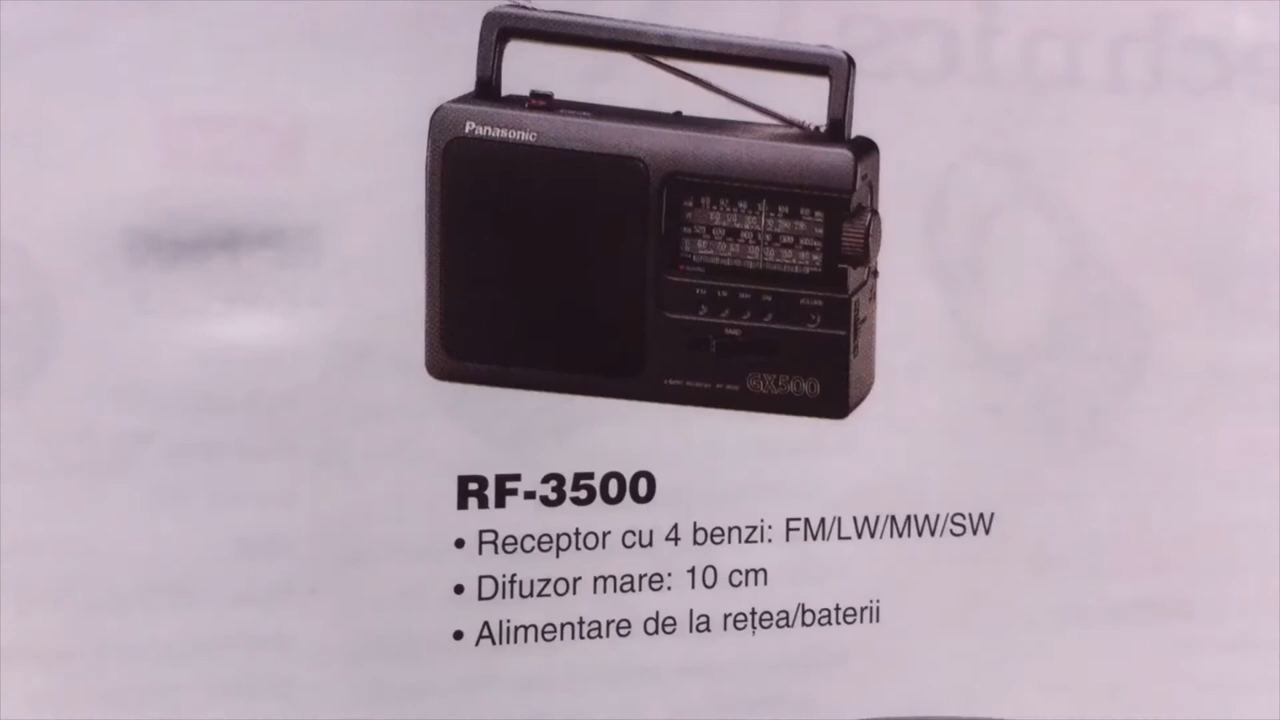 Panasonic
GX500
RF-3500
• Receptor cu 4 benzi: FM/LW/MW/SW
• Difuzor mare: 10 cm
• Alimentare de la rețea/baterii